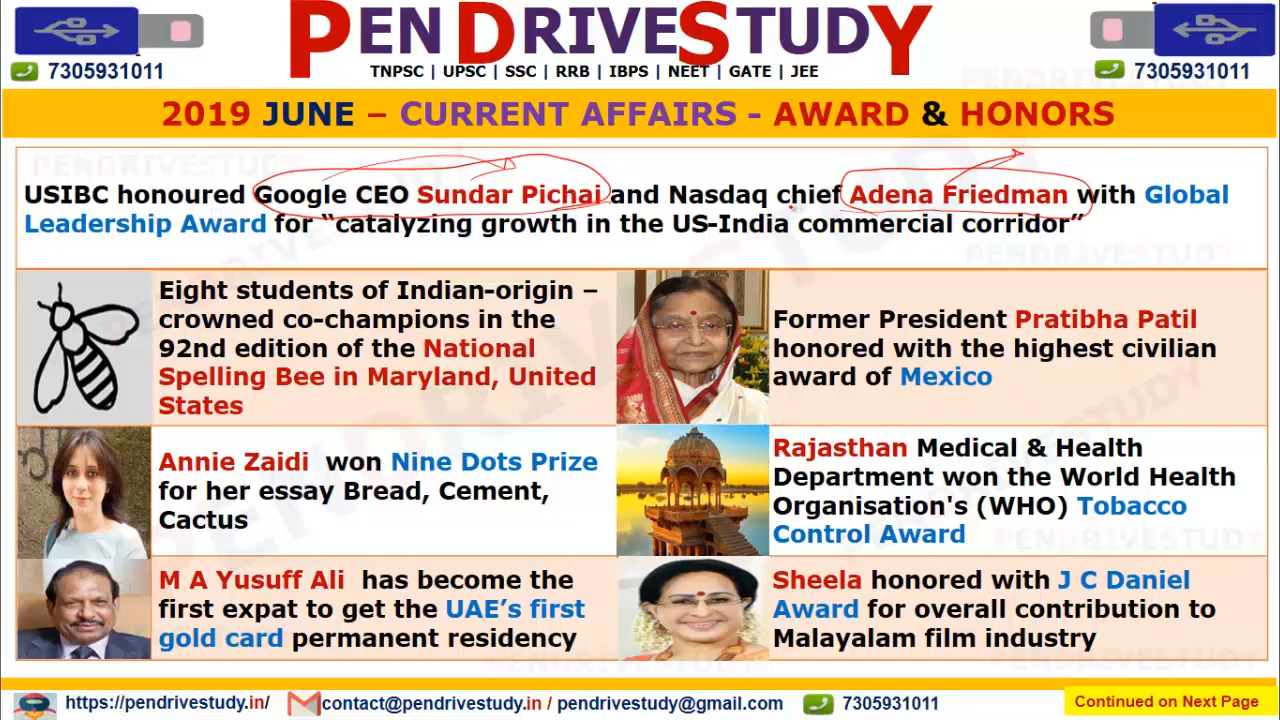 PENDRIVESTUDY
TNPSC | UPSC | SSC | RRB | IBPS | NEET | GATE | JEE
7305931011
7305931011
2019 JUNE – CURRENT AFFAIRS - AWARD & HONORS
USIBC honoured Google CEO Sundar Pichai and Nasdaq chief Adena Friedman with Global
Leadership Award for “catalyzing growth in the US-India commercial corridor”
Eight students of Indian-origin –
crowned co-champions in the
92nd edition of the National
Spelling Bee in Maryland, United
States
Former President Pratibha Patil
honored with the highest civilian
award of Mexico
Annie Zaidi won Nine Dots Prize
for her essay Bread, Cement,
Cactus
Rajasthan Medical & Health
Department won the World Health
Organisation's (WHO) Tobacco
Control Award
M A Yusuff Ali has become the
first expat to get the UAE’s first
gold card permanent residency
Sheela honored with J C Daniel
Award for overall contribution to
Malayalam film industry
https://pendrivestudy.in/
contact@pendrivestudy.in / pendrivestudy@gmail.com
7305931011
Continued on Next Page
PENDRIVESTUDY